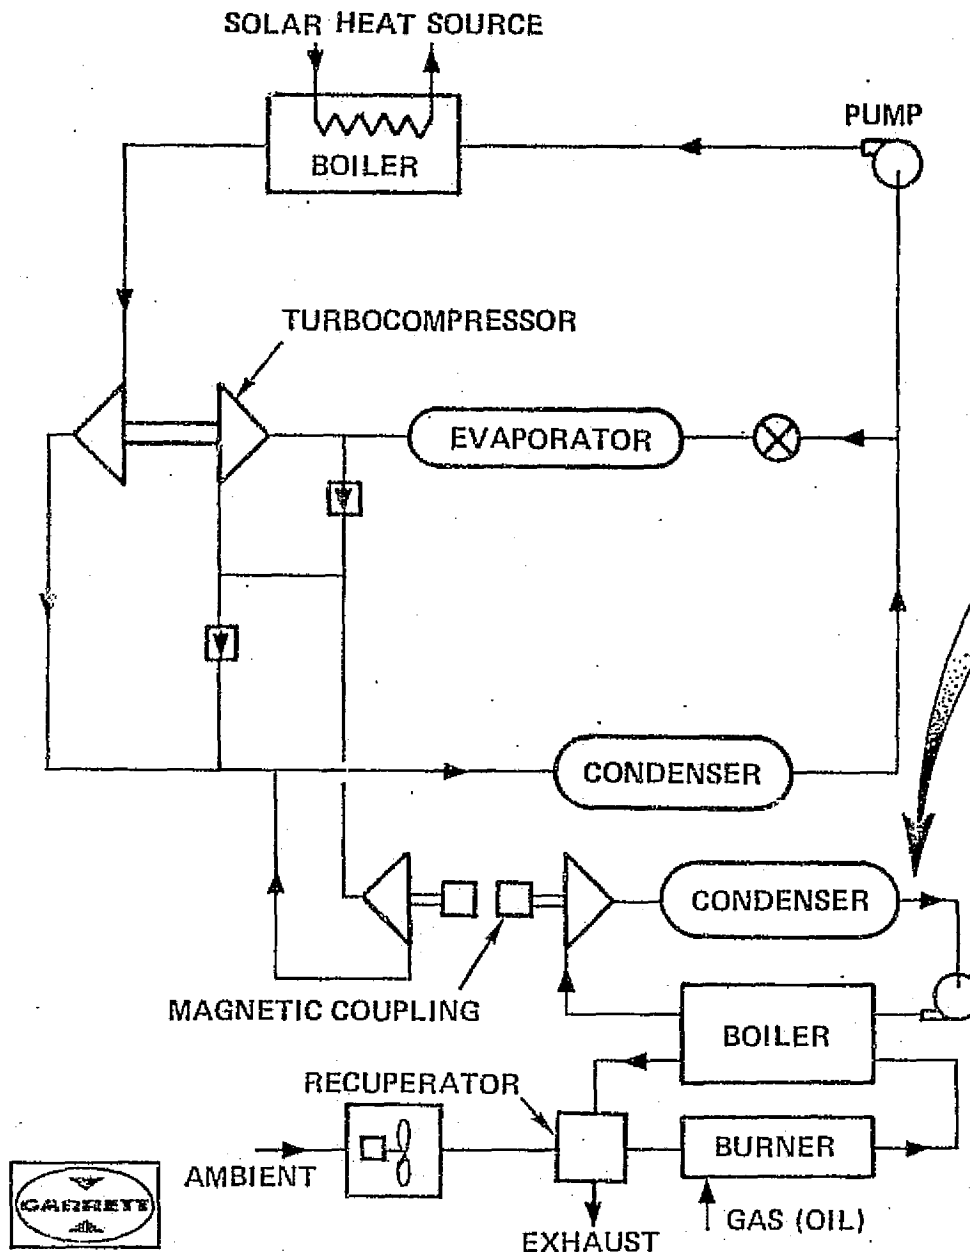 SOLAR HEAT SOURCE
PUMP
BOILER
TURBOCOMPRESSOR
EVAPORATOR
CONDENSER
CONDENSER
MAGNETIC COUPLING
BOILER
RECUPERATOR
BURNER
AMBIENT
GARRETT
GAS (OIL)
EXHAUST